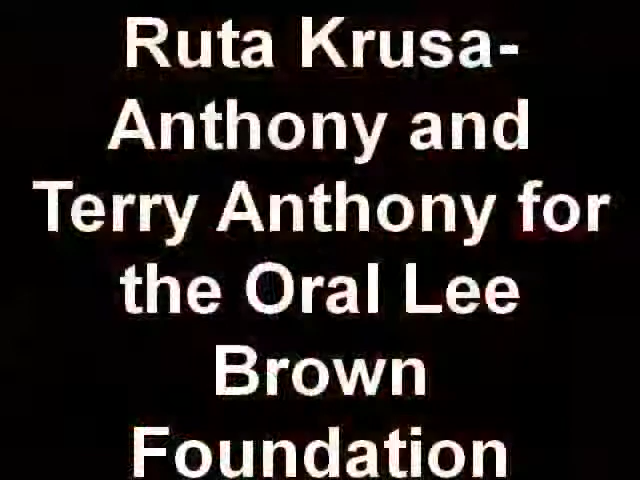 Ruta Krusa-
Anthony and
Terry Anthony for
the Oral Lee
Brown
Foundation